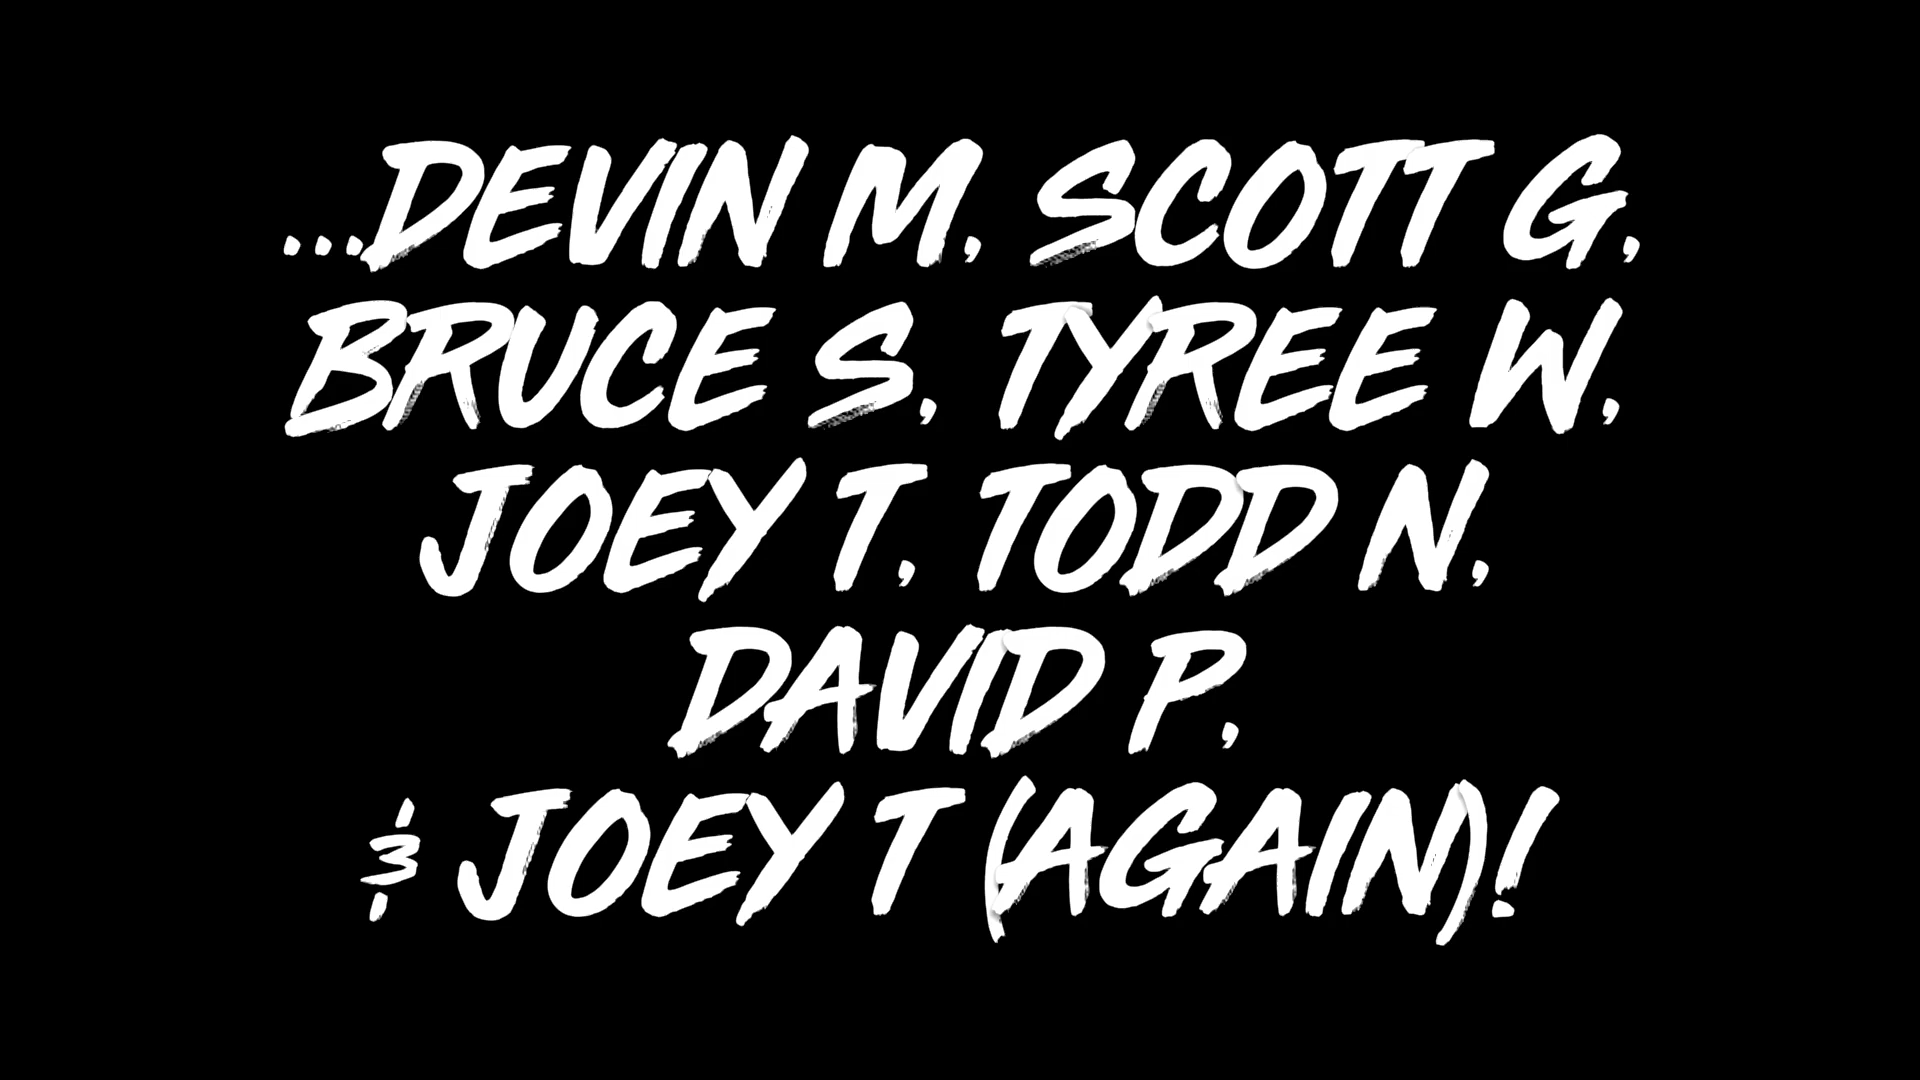 ...DEVIN M, SCOTT G,
BRUCE S, TYREE W,
JOEY T, TODD N,
DAVID P,
& JOEY T (AGAIN)!